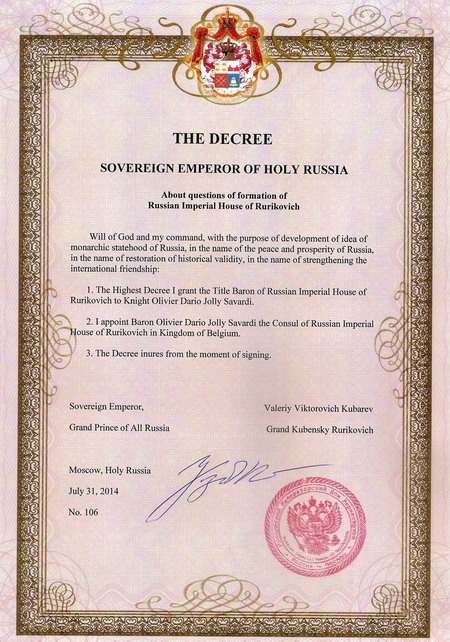 THE DECREE
SOVEREIGN EMPEROR OF HOLY RUSSIA
About questions of formation of
Russian Imperial House of Rurikovich
Will of God and my command, with the purpose of development of idea of
monarchic statehood of Russia, in the name of the peace and prosperity of Russia,
in the name of restoration of historical validity, in the name of strengthening the
international friendship:
1. The Highest Decree I grant the Title Baron of Russian Imperial House of
Rurikovich to Knight Olivier Dario Jolly Savardi.
2. I appoint Baron Olivier Dario Jolly Savardi the Consul of Russian Imperial
House of Rurikovich in Kingdom of Belgium.
3. The Decree inures from the moment of signing.
Sovereign Emperor, Valeriy Viktorovich Kubarev
Grand Prince of All Russia Grand Kubensky Rurikovich
Moscow, Holy Russia
July 31, 2014
No. 106